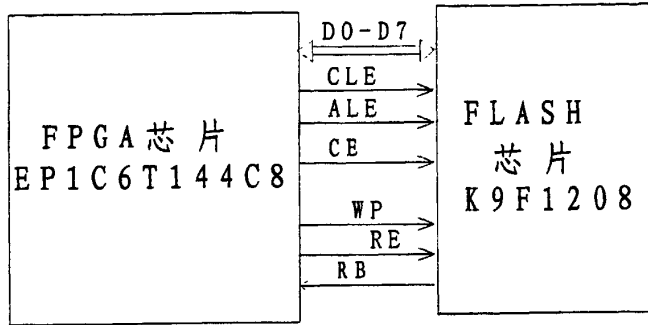 D0-D7
CLE
ALE
CE
WP
RE
RB
FPGA芯片
EP1C6T144C8
FLASH
芯片
K9F1208